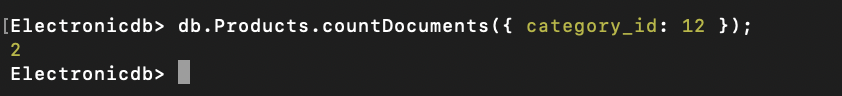 [Electronicdb> db.Products.countDocuments({ category_id: 12 });
2
Electronicdb>